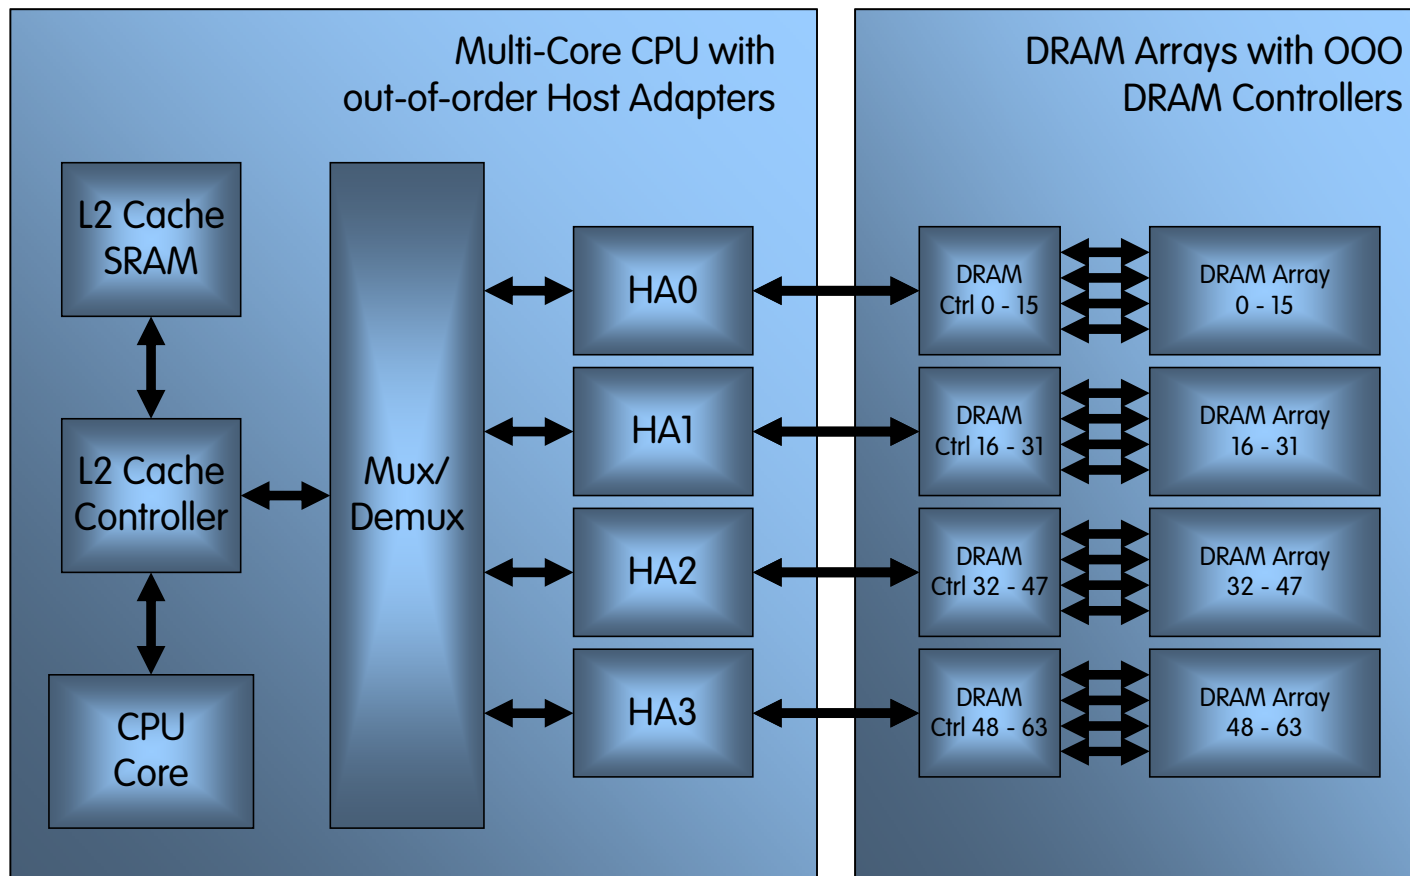 Multi-Core CPU with
out-of-order Host Adapters
DRAM Arrays with OOO
DRAM Controllers
L2 Cache
SRAM
L2 Cache
Controller
CPU
Core
Mux/
Demux
HA0
HA1
HA2
HA3
DRAM
Ctrl 0 - 15
DRAM Array
0 - 15
DRAM
Ctrl 16 - 31
DRAM Array
16 - 31
DRAM
Ctrl 32 - 47
DRAM Array
32 - 47
DRAM
Ctrl 48 - 63
DRAM Array
48 - 63